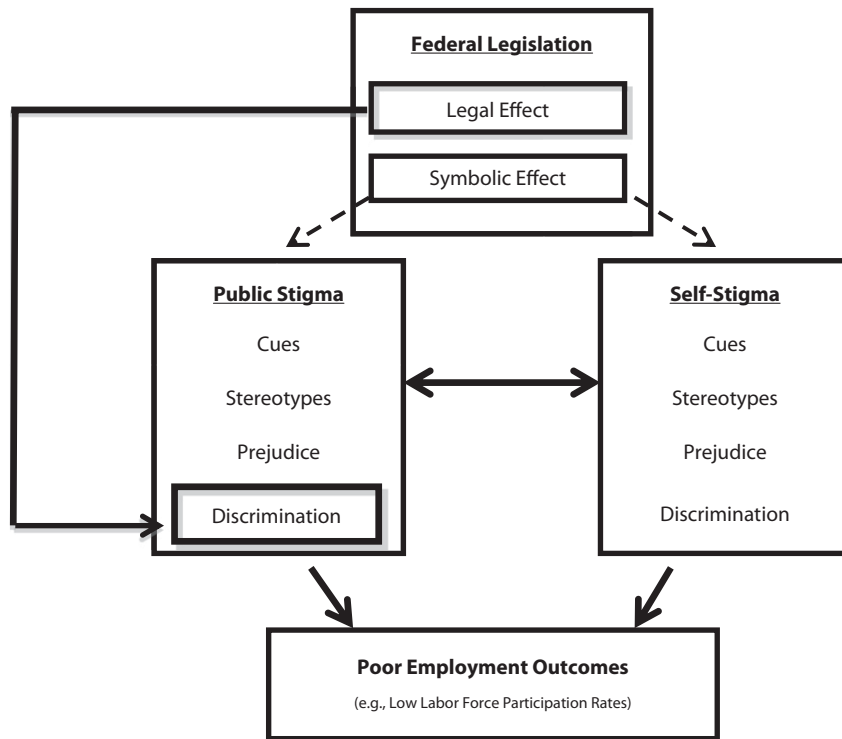 Federal Legislation
Legal Effect
Symbolic Effect
Public Stigma
Cues
Stereotypes
Prejudice
Discrimination
Self-Stigma
Cues
Stereotypes
Prejudice
Discrimination
Poor Employment Outcomes
(e.g., Low Labor Force Participation Rates)